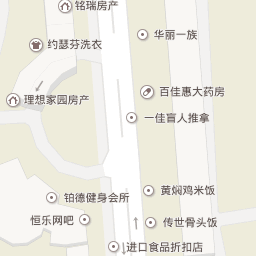 铭瑞房产
华丽一族
约瑟芬洗衣
百佳惠大药房
理想家园房产
一佳盲人推拿
铂德健身会所
黄焖鸡米饭
恒乐网吧
传世骨头饭
进口食品折扣店